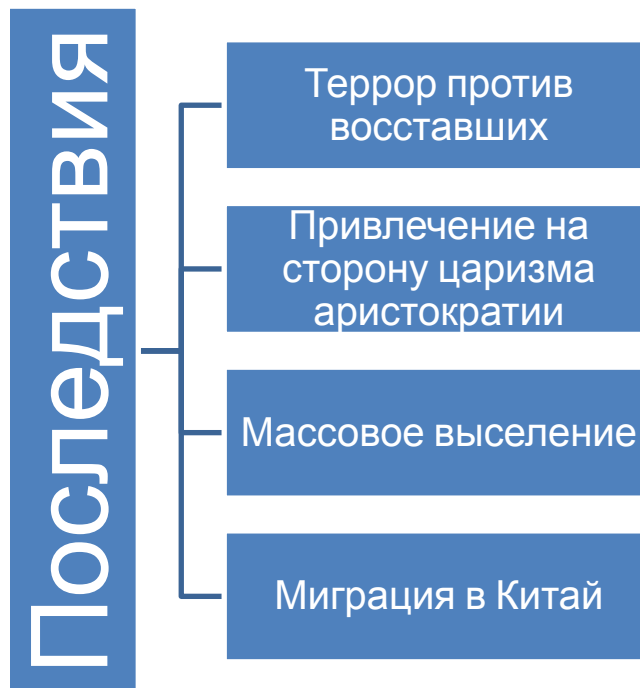 Последствия
Террор против
восставших
Привлечение на
сторону царизма
аристократии
Массовое выселение
Миграция в Китай